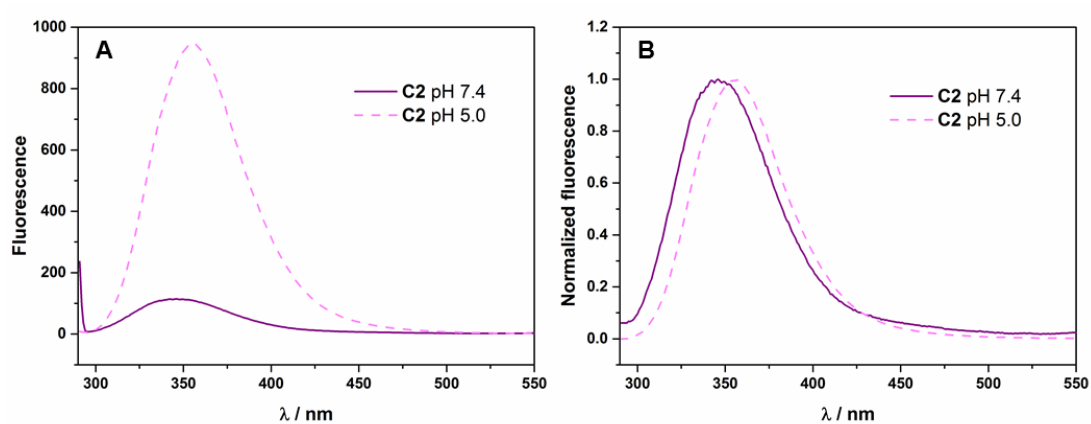 A
C2 pH 7.4
C2 pH 5.0
Fluorescence
1000
800
600
400
200
0
300 350 400 450 500 550
λ / nm
B
C2 pH 7.4
C2 pH 5.0
Normalized fluorescence
1.2
1.0
0.8
0.6
0.4
0.2
0.0
300 350 400 450 500 550
λ / nm